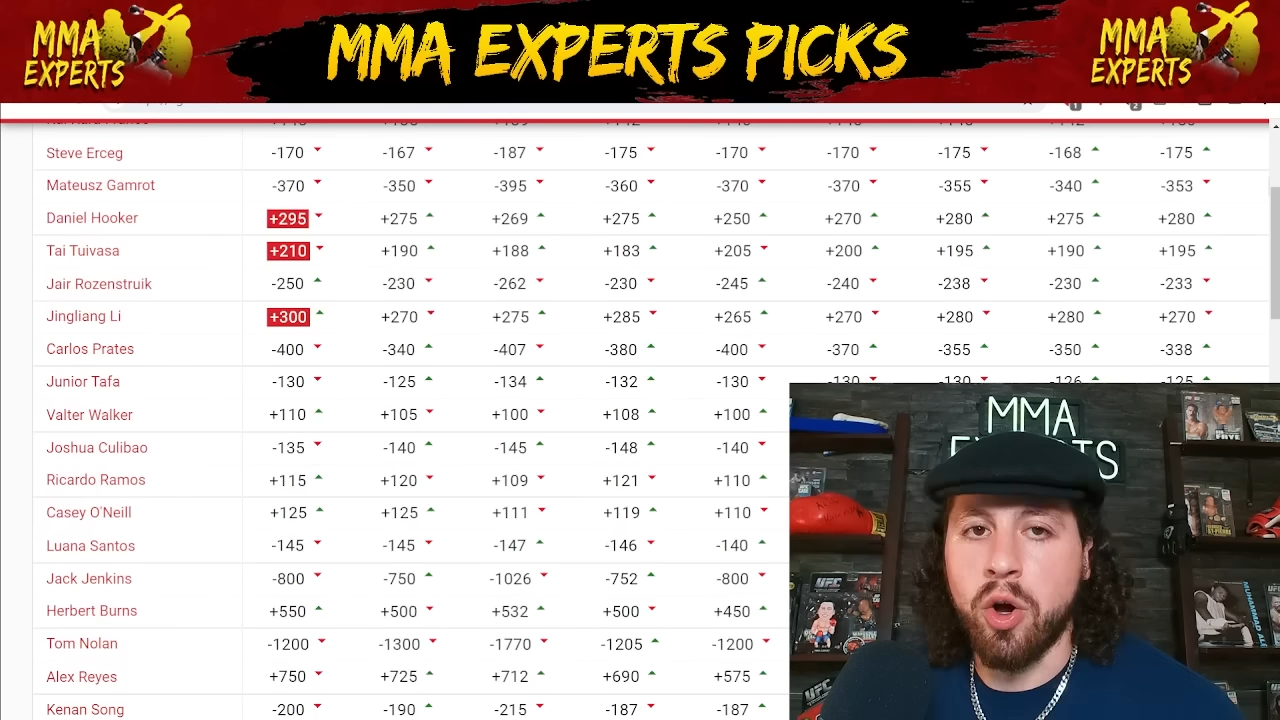 MMA EXPERTS
MMA EXPERTS PICKS
MMA EXPERTS
Steve Erceg -170 -167 -187 -175 -170 -170 -175 -168 -175
Mateusz Gamrot -370 -350 -395 -360 -370 -370 -355 -340 -353
Daniel Hooker +295 +275 +269 +275 +250 +270 +280 +275 +280
Tai Tuivasa +210 +190 +188 +183 +205 +200 +195 +190 +195
Jair Rozenstruik -250 -230 -262 -230 -245 -240 -238 -230 -233
Jingliang Li +300 +270 +275 +285 +265 +270 +280 +280 +270
Carlos Prates -400 -340 -407 -380 -400 -370 -355 -350 -338
Junior Tafa -130 -125 -134 -132 -130 -130 -130 -126 -125
Valter Walker +110 +105 +100 +108 +100
Joshua Culibao -135 -140 -145 -148 -140
Ricardo Ramos +115 +120 +109 +121 +110
Casey O'Neill +125 +125 +111 +119 +110
Luana Santos -145 -145 -147 -146 -140
Jack Jenkins -800 -750 -1026 -752 -800
Herbert Burns +550 +500 +532 +500 +450
Tom Nolan -1200 -1300 -1770 -1205 -1200
Alex Reyes +750 +725 +712 +690 +575
Kenan Song -200 -190 -215 -187 -187
MMA
UFC
UFC